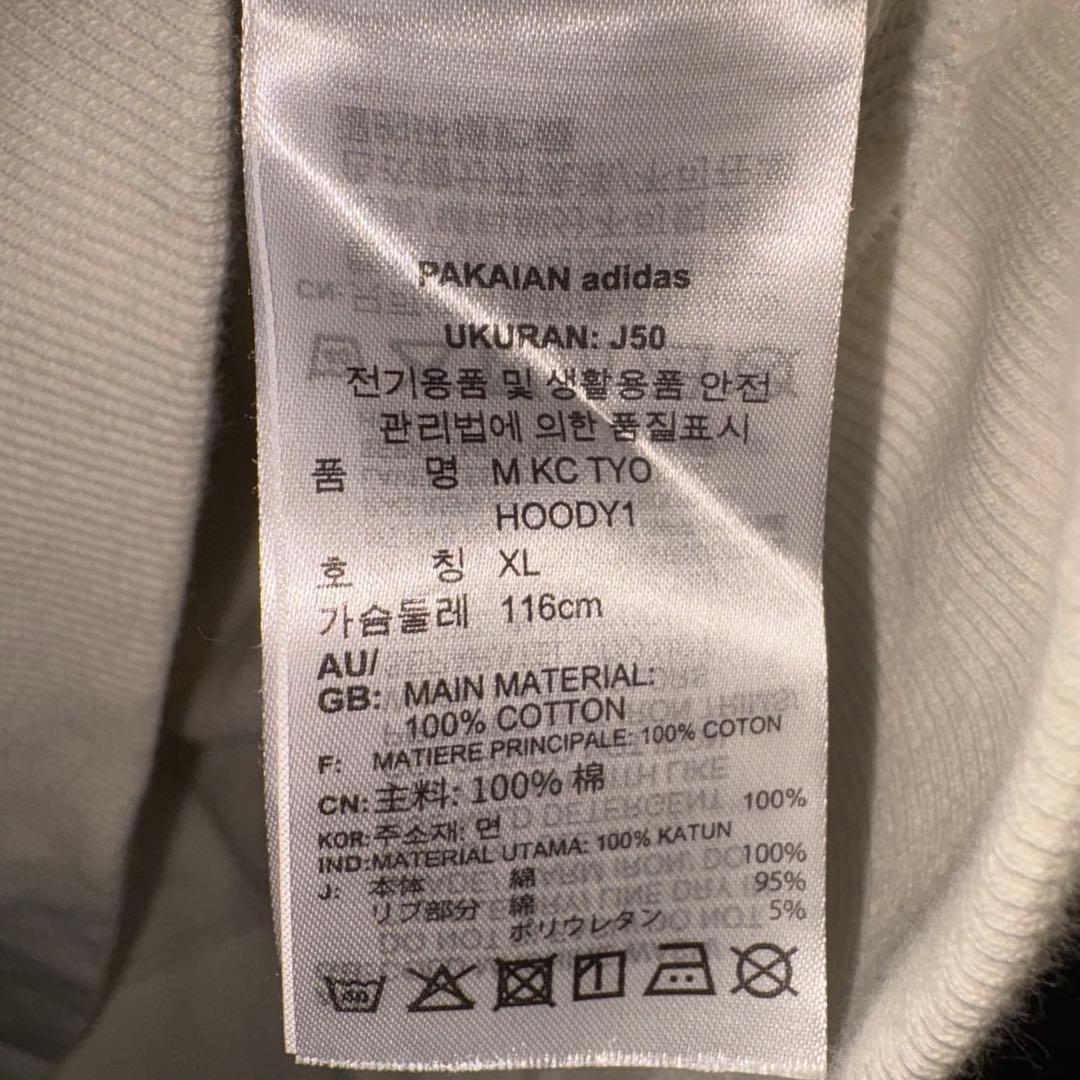 PAKAIAN adidas
UKURAN: J50
전기용품 및 생활용품 안전
관리법에 의한 품질표시
품 명 M KC TYO
HOODY1
호 칭 XL
가슴둘레 116cm
AU/
GB: MAIN MATERIAL:
100% COTTON
F: MATIERE PRINCIPALE: 100% COTON
CN: 主料: 100% 棉
KOR: 주소재: 면 100%
IND: MATERIAL UTAMA: 100% KATUN
J: 本体 綿 100%
リブ部分 綿 95%
ポリウレタン 5%